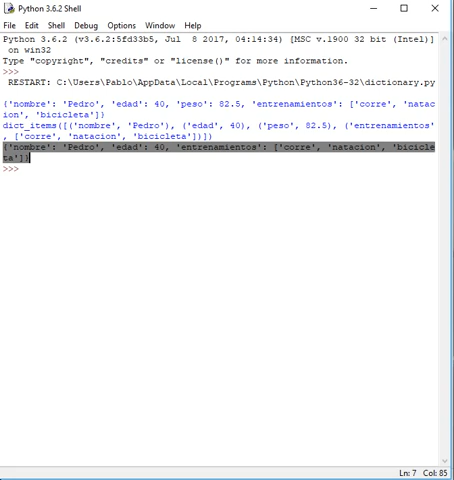 Python 3.6.2 Shell
File Edit Shell Debug Options Window Help
Python 3.6.2 (v3.6.2:5fd33b5, Jul  8 2017, 04:14:34) [MSC v.1900 32 bit (Intel)]
 on win32
Type "copyright", "credits" or "license()" for more information.
>>>
 RESTART: C:\Users\Pablo\AppData\Local\Programs\Python\Python36-32\dictionary.py
{'nombre': 'Pedro', 'edad': 40, 'peso': 82.5, 'entrenamientos': ['corre', 'natac
ion', 'bicicleta']}
dict_items([('nombre', 'Pedro'), ('edad', 40), ('peso', 82.5), ('entrenamientos'
, ['corre', 'natacion', 'bicicleta'])])
{'nombre': 'Pedro', 'edad': 40, 'entrenamientos': ['corre', 'natacion', 'bicicle
ta']}
>>>
Ln: 7 Col: 85